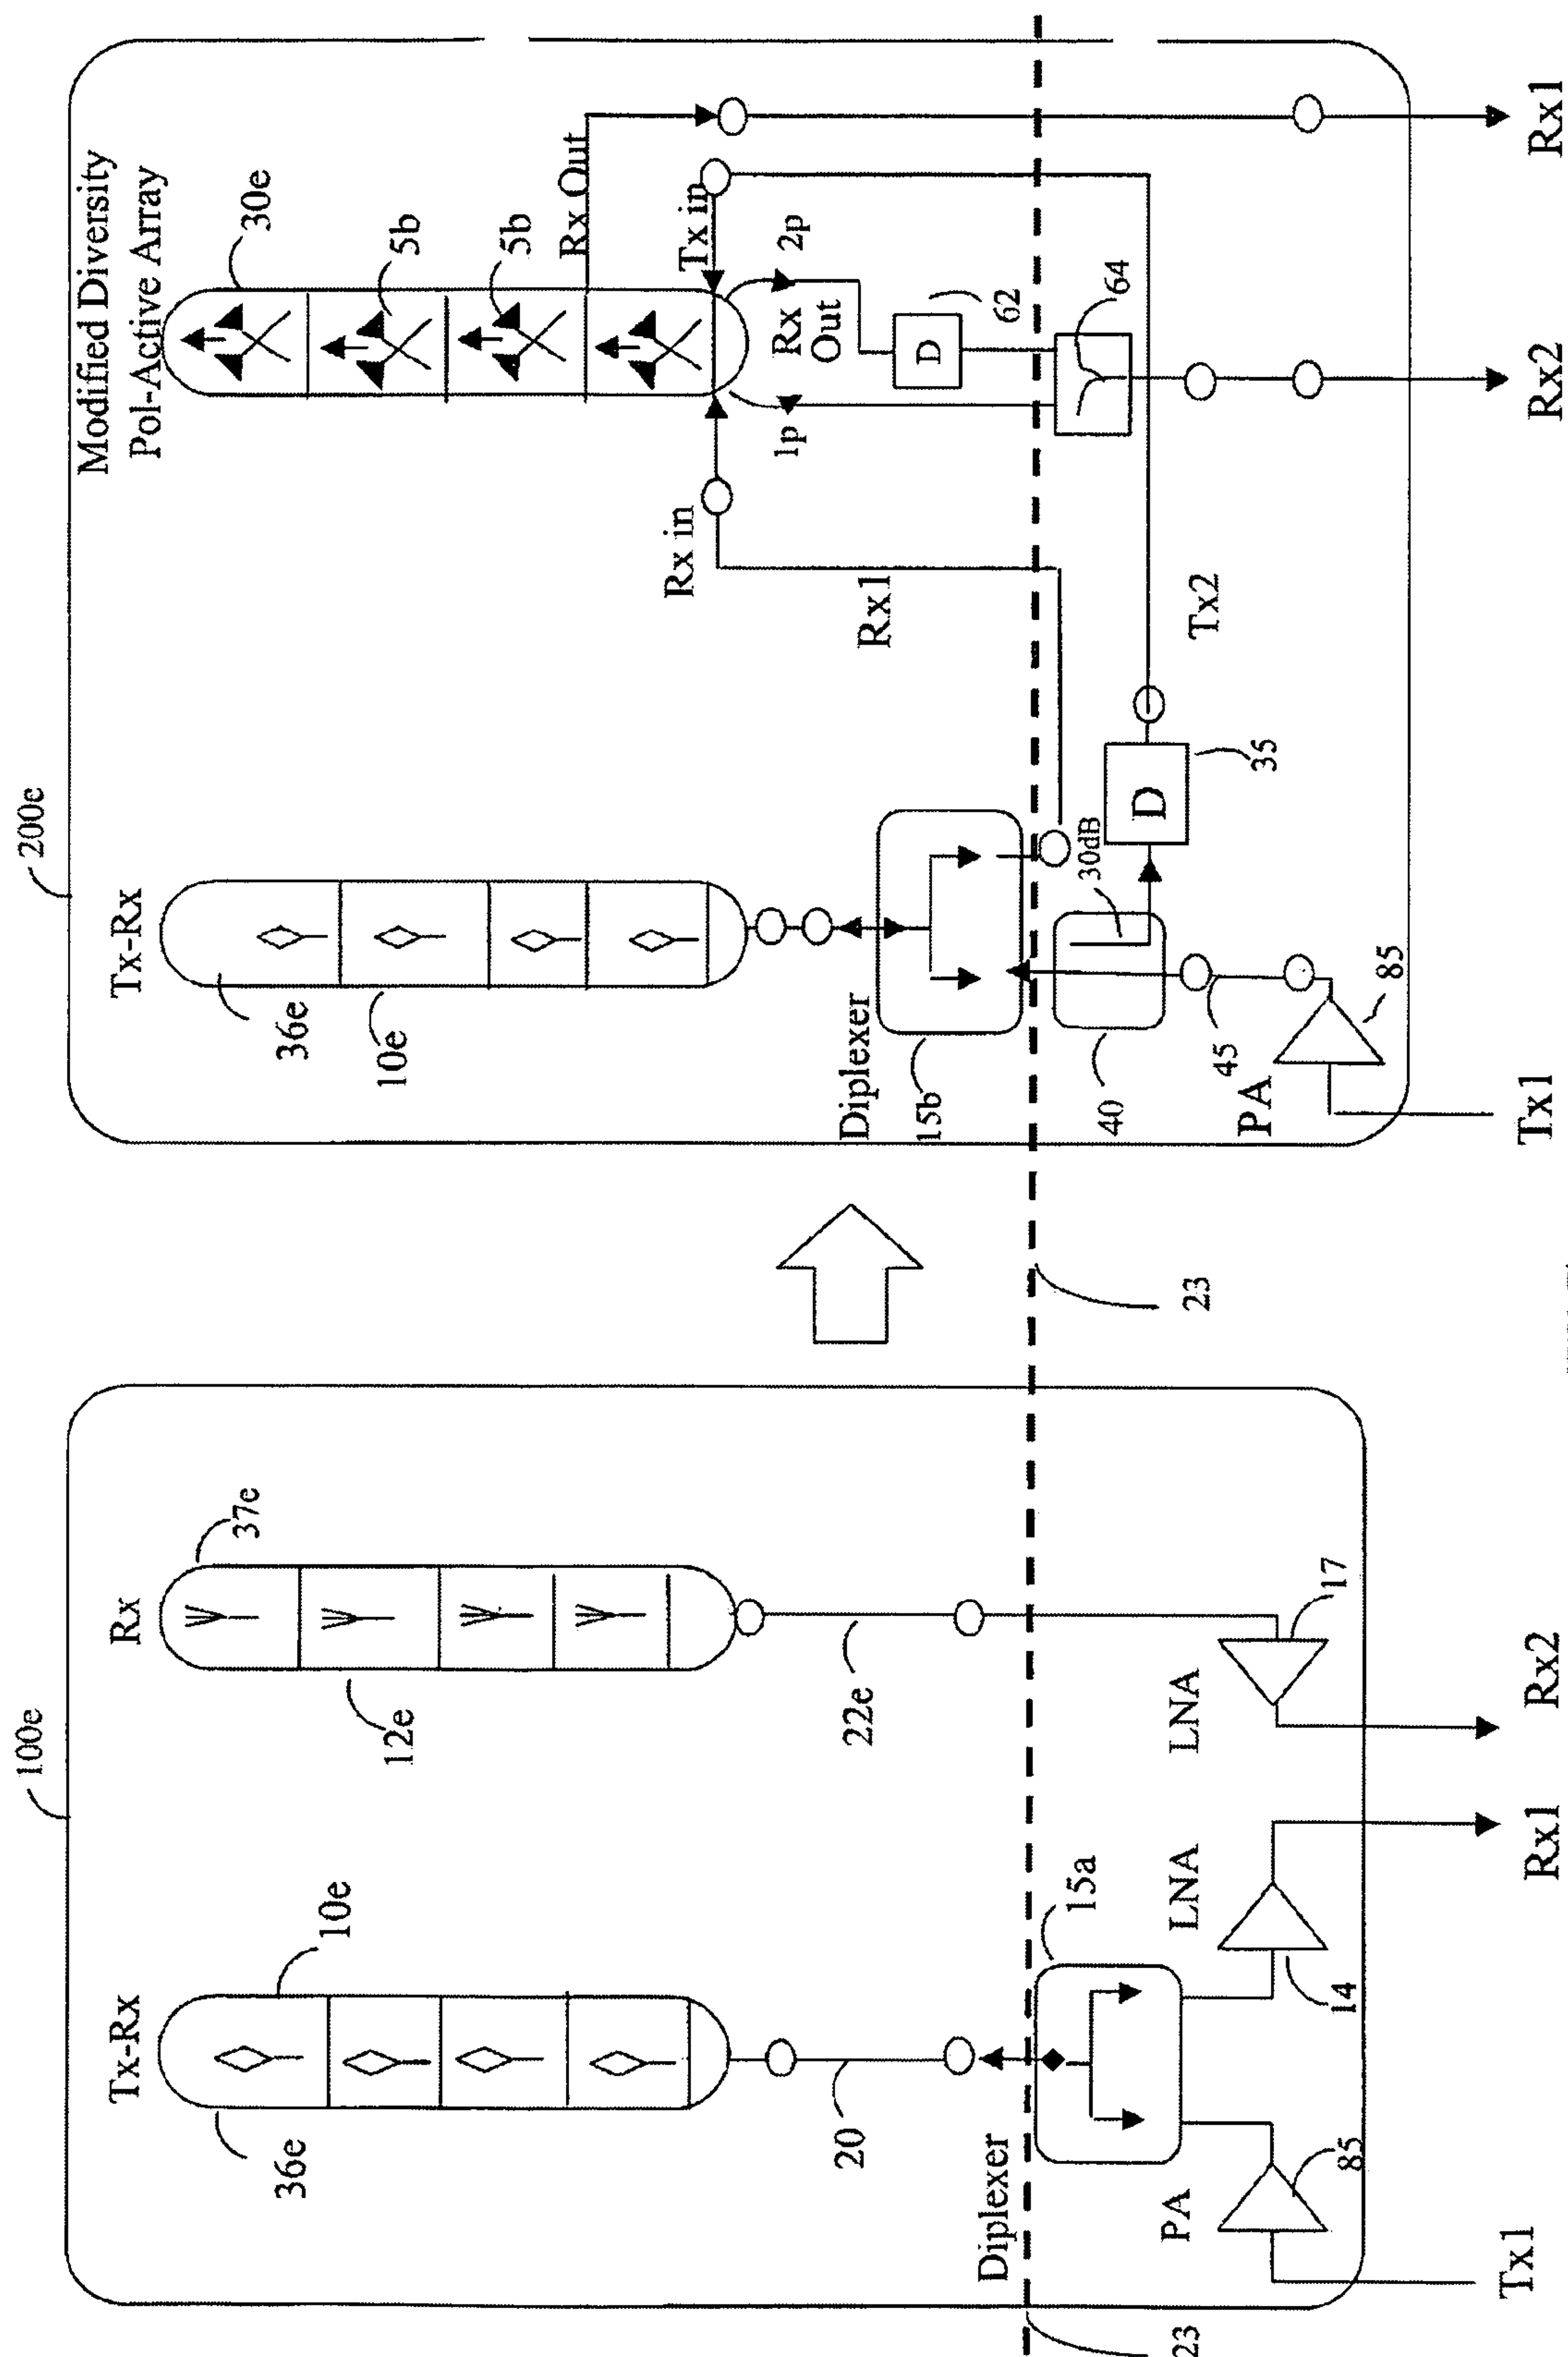 100e
Tx-Rx
10e
36e
Rx
37e
12e
20
22e
Diplexer
15a
23
PA
85
LNA
14
LNA
17
Tx1
Rx1
Rx2
23
200e
Tx-Rx
36e
10e
Modified Diversity
Pol-Active Array
30e
5b
5b
Rx Out
Tx in
Rx in
1p
2p
Rx
Out
D
62
64
Rx1
Diplexer
15b
30dB
40
D
35
Tx2
45
PA
85
Tx1
Rx2
Rx1